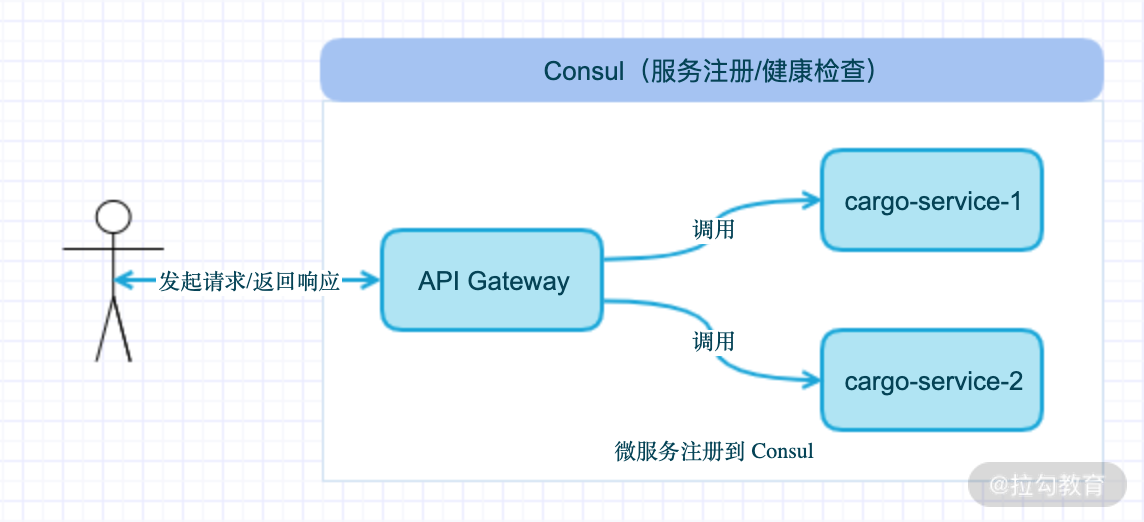 Consul（服务注册/健康检查）
cargo-service-1
调用
发起请求/返回响应
API Gateway
调用
cargo-service-2
微服务注册到 Consul
@拉勾教育